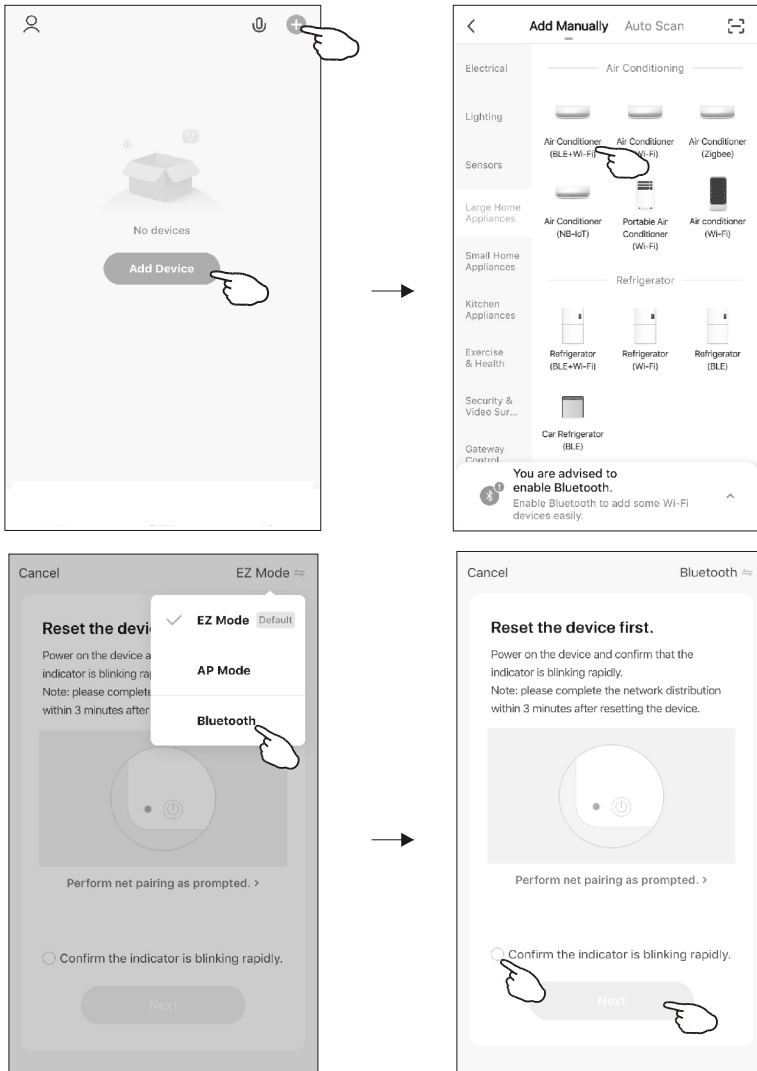 No devices
Add Device
Add Manually Auto Scan
Electrical
Lighting
Sensors
Large Home
Appliances
Small Home
Appliances
Kitchen
Appliances
Exercise
& Health
Security &
Video Sur...
Gateway
Control
Air Conditioning
Air Conditioner
(BLE+Wi-Fi)
Air Conditioner
(Wi-Fi)
Air Conditioner
(Zigbee)
Air Conditioner
(NB-IoT)
Portable Air
Conditioner
(Wi-Fi)
Air conditioner
(Wi-Fi)
Refrigerator
Refrigerator
(BLE+Wi-Fi)
Refrigerator
(Wi-Fi)
Refrigerator
(BLE)
Car Refrigerator
(BLE)
You are advised to
enable Bluetooth.
Enable Bluetooth to add some Wi-Fi
devices easily.
Cancel EZ Mode
EZ Mode Default
AP Mode
Bluetooth
Reset the devi
Power on the device a
indicator is blinking ra
Note: please complete
within 3 minutes after
Perform net pairing as prompted. >
Confirm the indicator is blinking rapidly.
Next
Cancel Bluetooth
Reset the device first.
Power on the device and confirm that the
indicator is blinking rapidly.
Note: please complete the network distribution
within 3 minutes after resetting the device.
Perform net pairing as prompted. >
Confirm the indicator is blinking rapidly.
Next